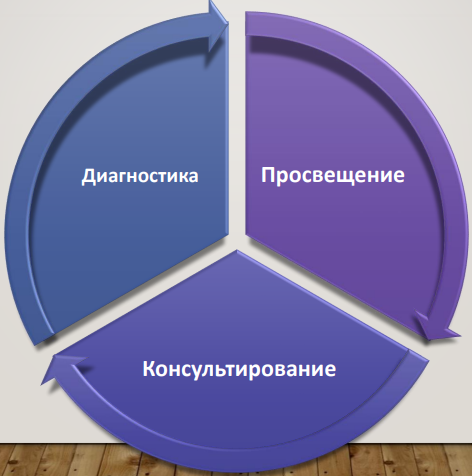 Диагностика
Просвещение
Консультирование